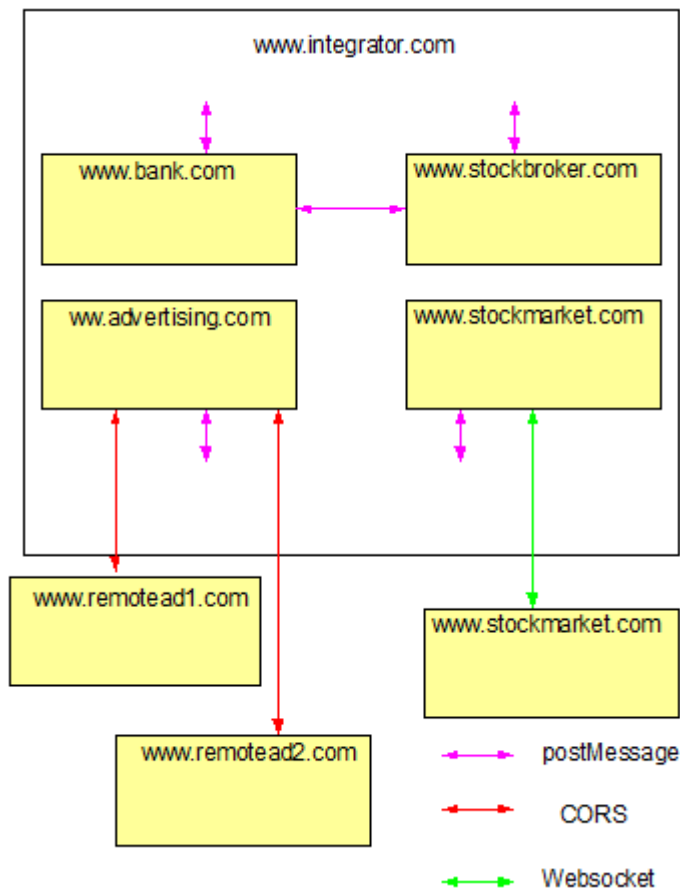 www.integrator.com
www.bank.com
www.stockbroker.com
ww.advertising.com
www.stockmarket.com
www.remotead1.com
www.stockmarket.com
www.remotead2.com
postMessage
CORS
Websocket